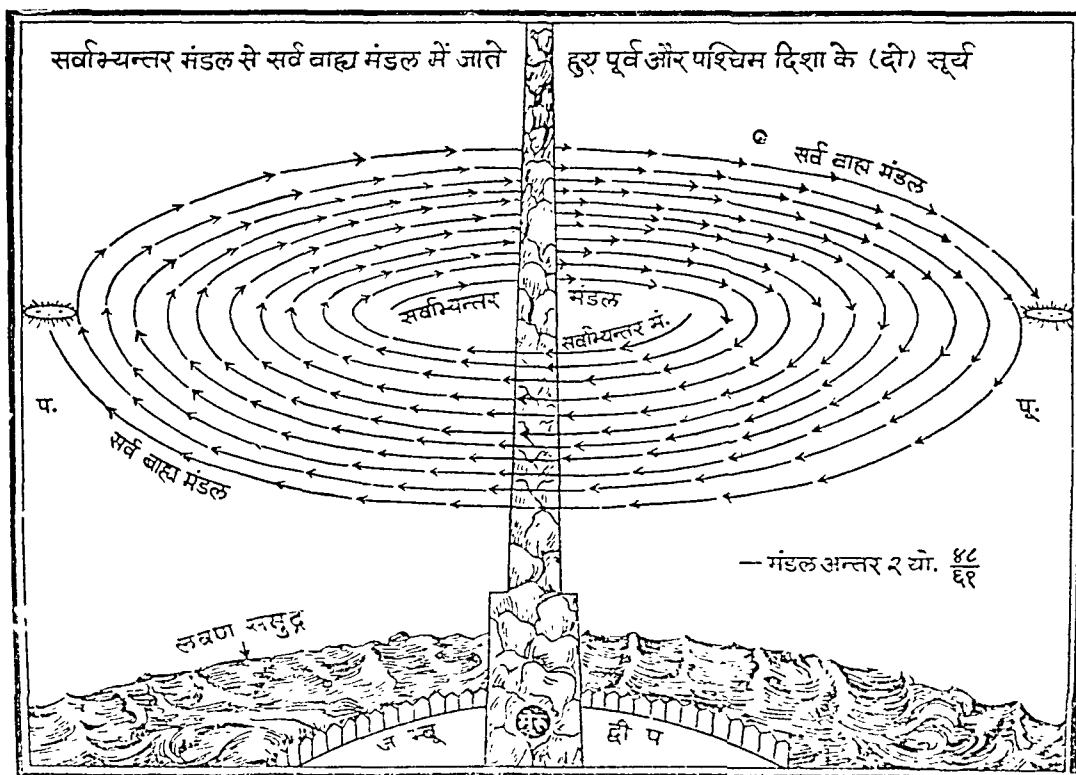 सर्वाभ्यन्तर मंडल से सर्व वाह्य मंडल में जाते हुए पूर्व और पश्चिम दिशा के (दो) सूर्य
सर्व वाह्य मंडल
सर्वाभ्यन्तर मंडल
सर्वाभ्यन्तर मं.
प.
पू.
सर्व बाह्य मंडल
— मंडल अन्तर २ यो. ४८/६१
लवण समुद्र
मेरु
जम्बू द्वीप